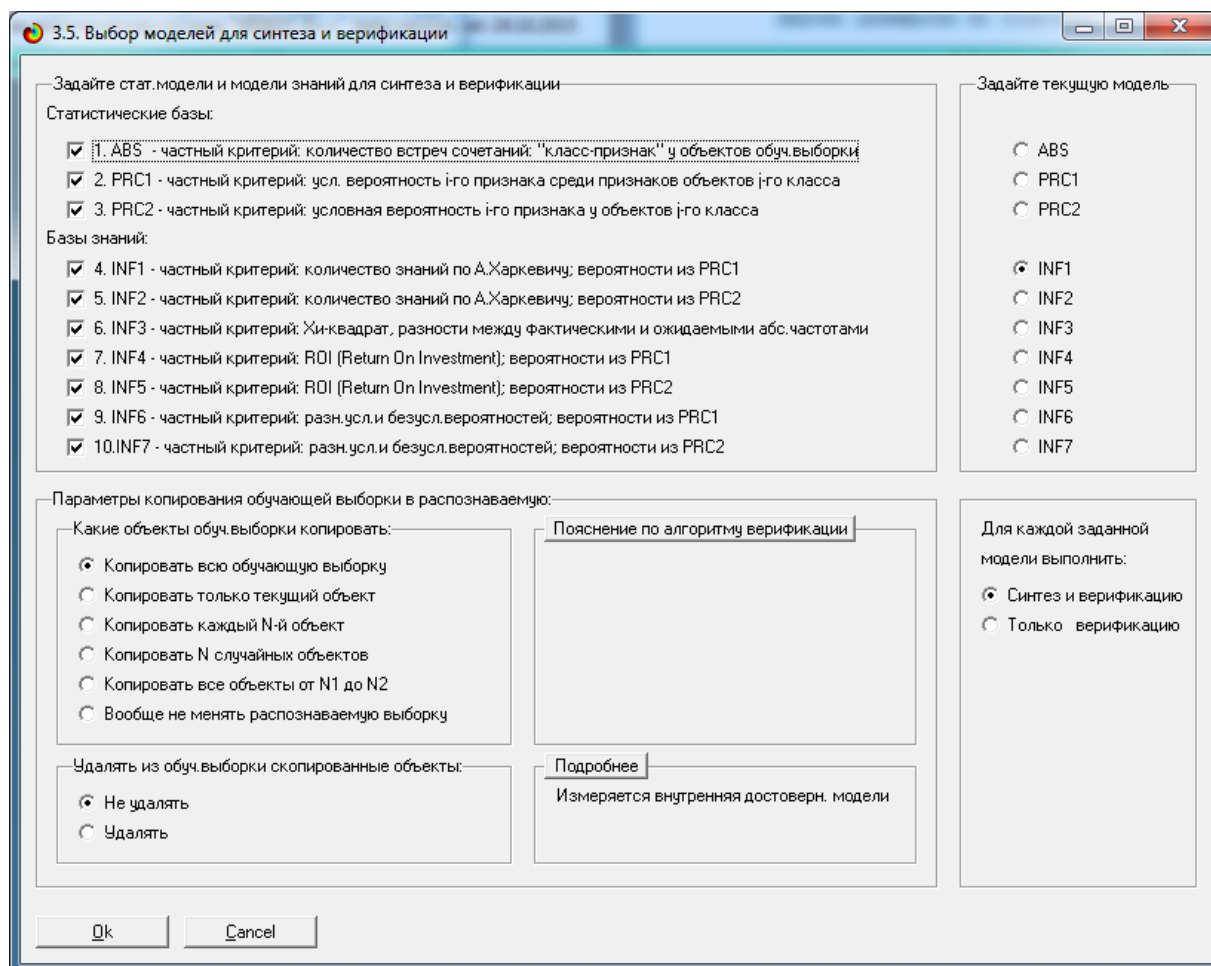 3.5. Выбор моделей для синтеза и верификации
Задайте стат.модели и модели знаний для синтеза и верификации
Статистические базы:
1. ABS - частный критерий: количество встреч сочетаний: "класс-признак" у объектов обуч.выборки
2. PRC1 - частный критерий: усл. вероятность i-го признака среди признаков объектов j-го класса
3. PRC2 - частный критерий: условная вероятность i-го признака у объектов j-го класса
Базы знаний:
4. INF1 - частный критерий: количество знаний по А.Харкевичу; вероятности из PRC1
5. INF2 - частный критерий: количество знаний по А.Харкевичу; вероятности из PRC2
6. INF3 - частный критерий: Хи-квадрат, разности между фактическими и ожидаемыми абс.частотами
7. INF4 - частный критерий: ROI (Return On Investment); вероятности из PRC1
8. INF5 - частный критерий: ROI (Return On Investment); вероятности из PRC2
9. INF6 - частный критерий: разн.усл.и безусл.вероятностей; вероятности из PRC1
10.INF7 - частный критерий: разн.усл.и безусл.вероятностей; вероятности из PRC2
Задайте текущую модель
ABS
PRC1
PRC2
INF1
INF2
INF3
INF4
INF5
INF6
INF7
Параметры копирования обучающей выборки в распознаваемую:
Какие объекты обуч.выборки копировать:
Копировать всю обучающую выборку
Копировать только текущий объект
Копировать каждый N-й объект
Копировать N случайных объектов
Копировать все объекты от N1 до N2
Вообще не менять распознаваемую выборку
Пояснение по алгоритму верификации
Удалять из обуч.выборки скопированные объекты:
Не удалять
Удалять
Подробнее
Измеряется внутренняя достоверн. модели
Для каждой заданной
модели выполнить:
Синтез и верификацию
Только верификацию
Ok
Cancel